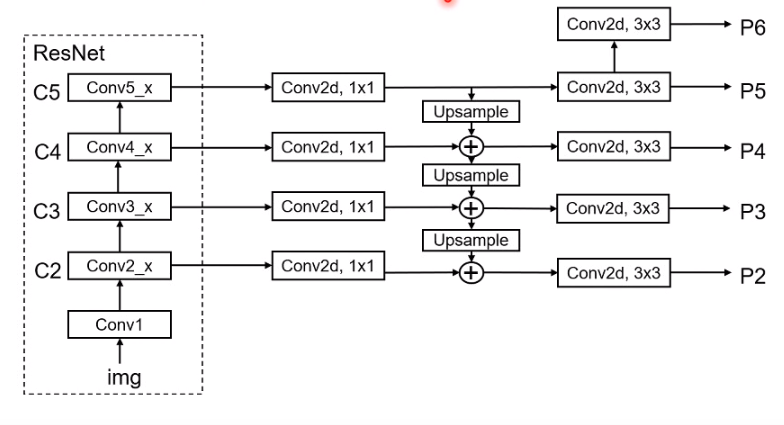 Conv2d, 3x3
P6
ResNet
C5
Conv5_x
Conv2d, 1x1
Conv2d, 3x3
P5
Upsample
C4
Conv4_x
Conv2d, 1x1
Conv2d, 3x3
P4
Upsample
C3
Conv3_x
Conv2d, 1x1
Conv2d, 3x3
P3
Upsample
C2
Conv2_x
Conv2d, 1x1
Conv2d, 3x3
P2
Conv1
img